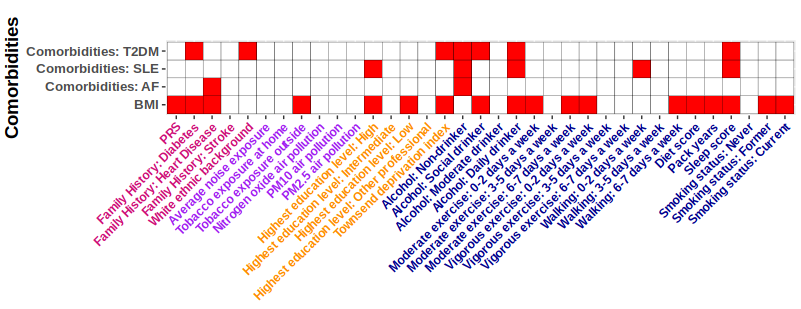 Comorbidities
Comorbidities: T2DM
Comorbidities: SLE
Comorbidities: AF
BMI
PRS
Family History: Diabetes
Family History: Heart Disease
Family History: Stroke
White ethnic background
Average noise exposure
Tobacco exposure at home
Tobacco exposure outside
Nitrogen oxide air pollution
PM10 air pollution
PM2.5 air pollution
Highest education level: High
Highest education level: Intermediate
Highest education level: Low
Highest education level: Other professional
Townsend deprivation index
Alcohol: Non-drinker
Alcohol: Social drinker
Alcohol: Moderate drinker
Alcohol: Daily drinker
Moderate exercise: 0-2 days a week
Moderate exercise: 3-5 days a week
Moderate exercise: 6-7 days a week
Vigorous exercise: 0-2 days a week
Vigorous exercise: 3-5 days a week
Vigorous exercise: 6-7 days a week
Walking: 0-2 days a week
Walking: 3-5 days a week
Walking: 6-7 days a week
Diet score
Pack years
Sleep score
Smoking status: Never
Smoking status: Former
Smoking status: Current